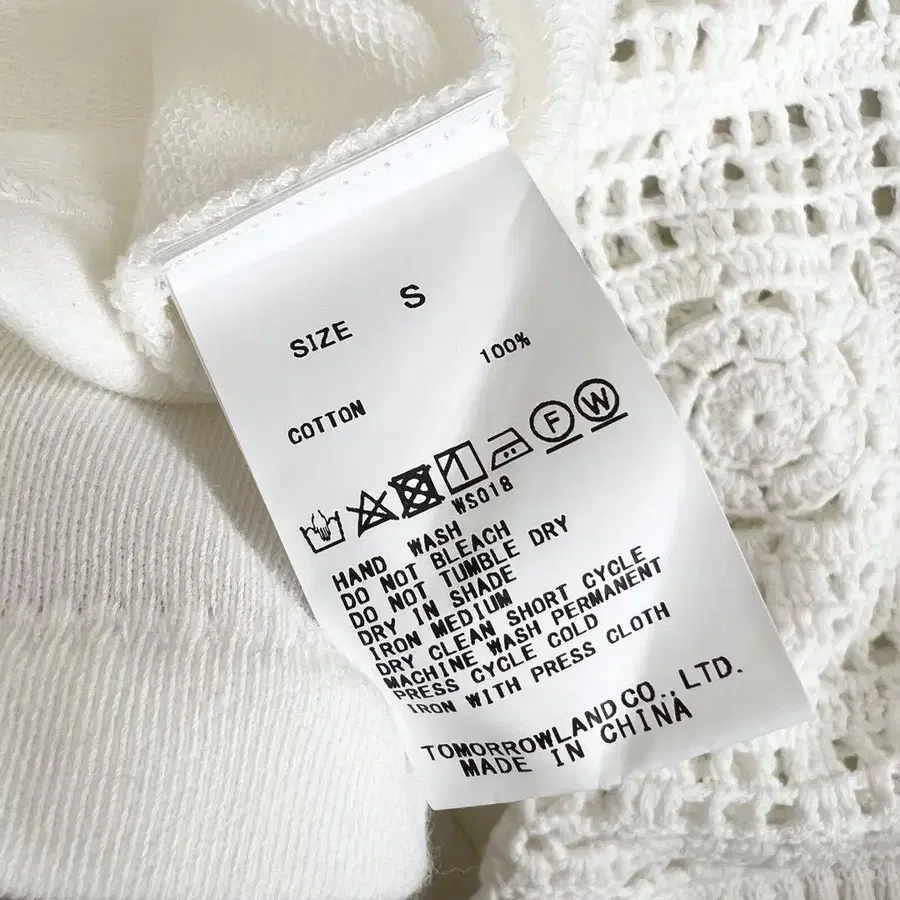 SIZE S
100%
COTTON
F W
WS018
HAND WASH
DO NOT BLEACH
DO NOT TUMBLE DRY
DRY IN SHADE
IRON MEDIUM
DRY CLEAN SHORT CYCLE
MACHINE WASH PERMANENT
PRESS CYCLE COLD
IRON WITH PRESS CLOTH
TOMORROWLAND CO., LTD.
MADE IN CHINA